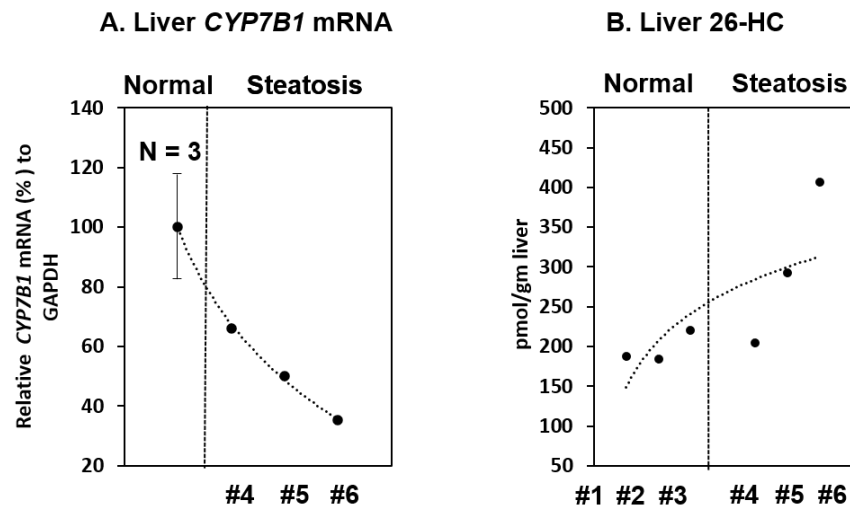 A. Liver CYP7B1 mRNA
Normal Steatosis
140
120
100
80
60
40
20
N = 3
Relative CYP7B1 mRNA (%) to
GAPDH
#4 #5 #6
B. Liver 26-HC
Normal Steatosis
500
450
400
350
300
250
200
150
100
50
pmol/gm liver
#1 #2 #3 #4 #5 #6